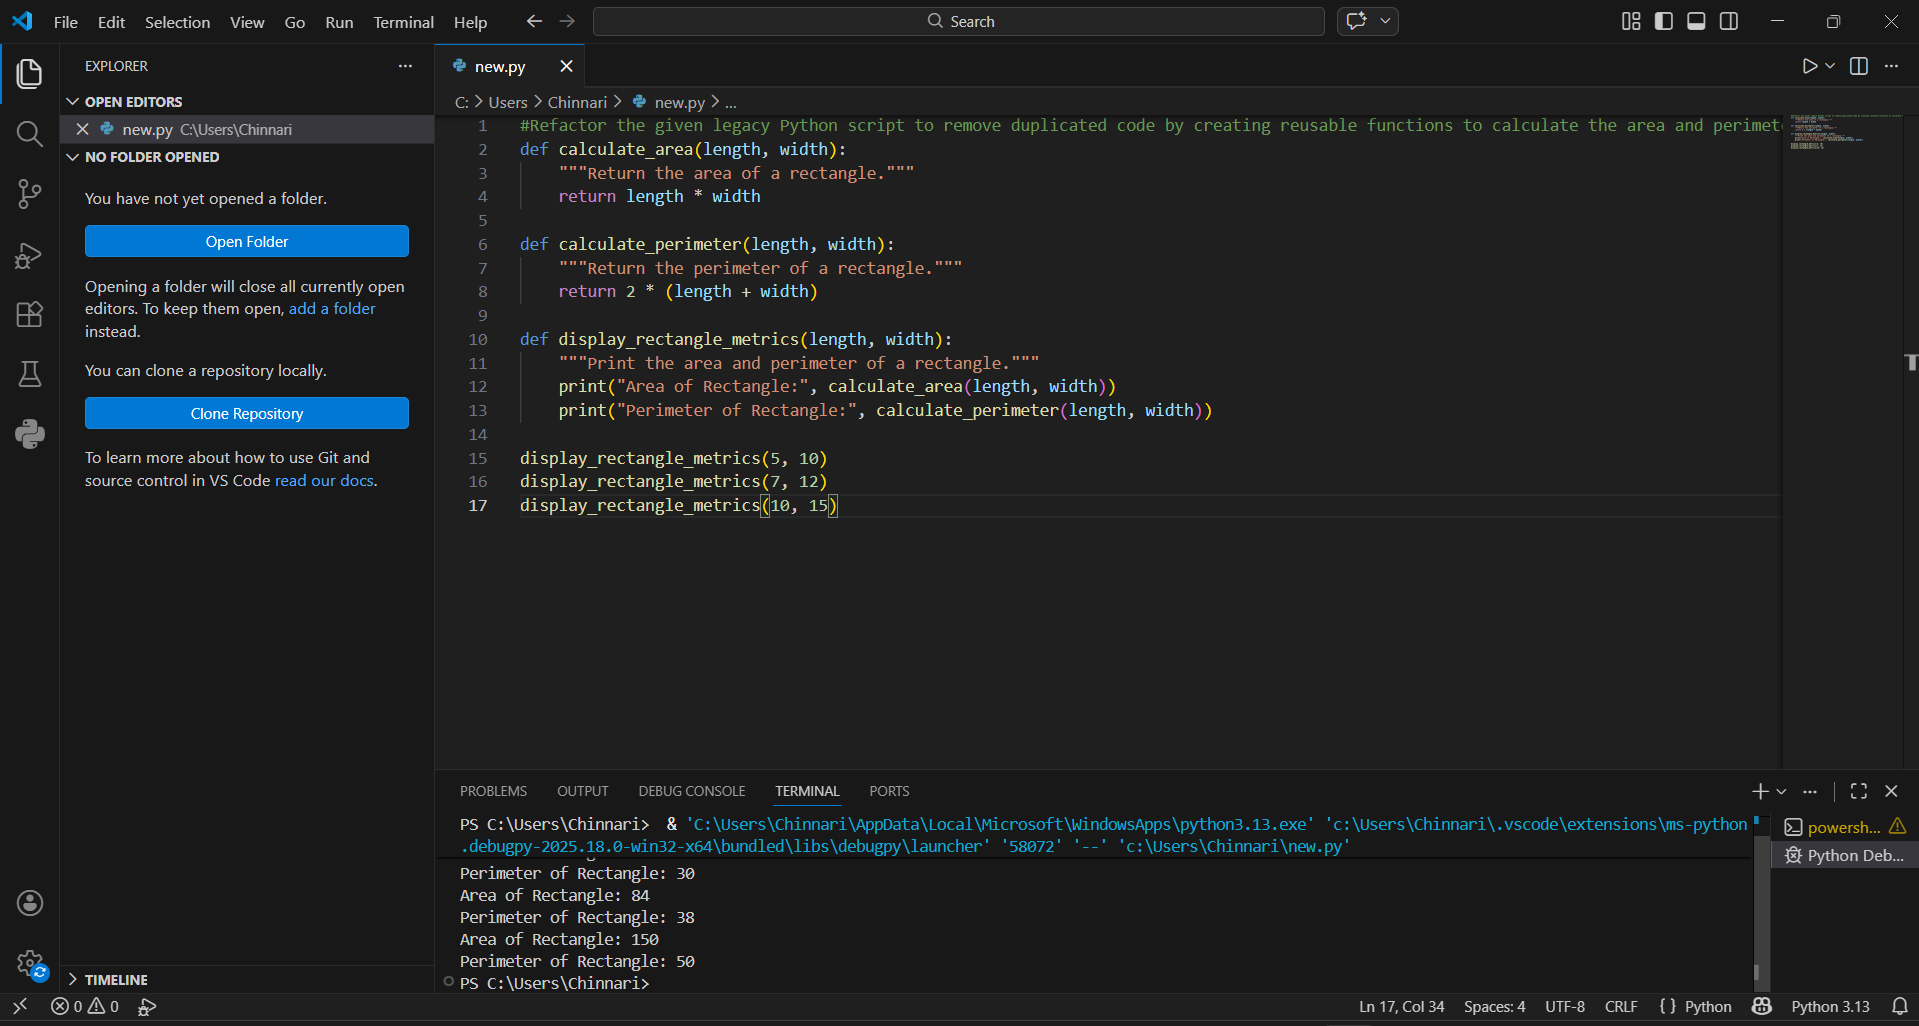 File Edit Selection View Go Run Terminal Help Search
EXPLORER
OPEN EDITORS
new.py C:\Users\Chinnari
NO FOLDER OPENED
You have not yet opened a folder.
Open Folder
Opening a folder will close all currently open
editors. To keep them open, add a folder
instead.
You can clone a repository locally.
Clone Repository
To learn more about how to use Git and
source control in VS Code read our docs.
TIMELINE
new.py
C: > Users > Chinnari > new.py > ...
1 #Refactor the given legacy Python script to remove duplicated code by creating reusable functions to calculate the area and perimet
2 def calculate_area(length, width):
3 """Return the area of a rectangle."""
4 return length * width
5
6 def calculate_perimeter(length, width):
7 """Return the perimeter of a rectangle."""
8 return 2 * (length + width)
9
10 def display_rectangle_metrics(length, width):
11 """Print the area and perimeter of a rectangle."""
12 print("Area of Rectangle:", calculate_area(length, width))
13 print("Perimeter of Rectangle:", calculate_perimeter(length, width))
14
15 display_rectangle_metrics(5, 10)
16 display_rectangle_metrics(7, 12)
17 display_rectangle_metrics(10, 15)
PROBLEMS OUTPUT DEBUG CONSOLE TERMINAL PORTS
PS C:\Users\Chinnari> & 'C:\Users\Chinnari\AppData\Local\Microsoft\WindowsApps\python3.13.exe' 'c:\Users\Chinnari\.vscode\extensions\ms-python
.debugpy-2025.18.0-win32-x64\bundled\libs\debugpy\launcher' '58072' '--' 'c:\Users\Chinnari\new.py'
Perimeter of Rectangle: 30
Area of Rectangle: 84
Perimeter of Rectangle: 38
Area of Rectangle: 150
Perimeter of Rectangle: 50
PS C:\Users\Chinnari>
powersh...
Python Deb...
0 0 Ln 17, Col 34 Spaces: 4 UTF-8 CRLF {} Python Python 3.13